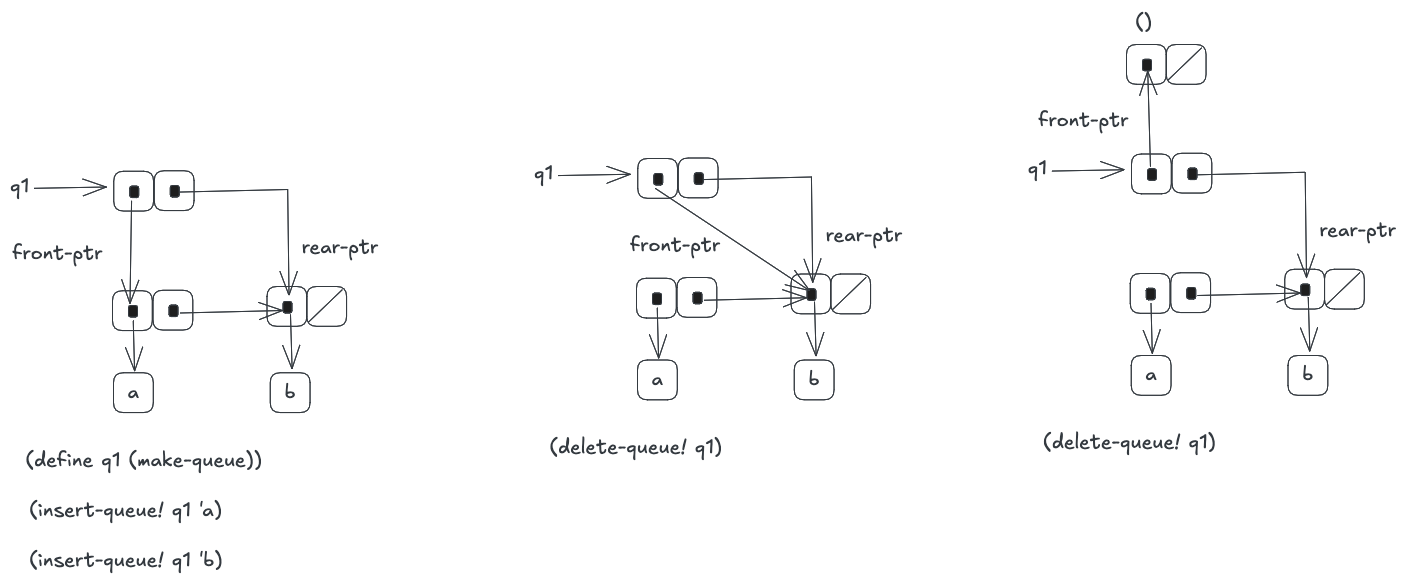 q1
front-ptr
rear-ptr
a
b
(define q1 (make-queue))
(insert-queue! q1 'a)
(insert-queue! q1 'b)
q1
front-ptr
rear-ptr
a
b
(delete-queue! q1)
()
front-ptr
q1
rear-ptr
a
b
(delete-queue! q1)